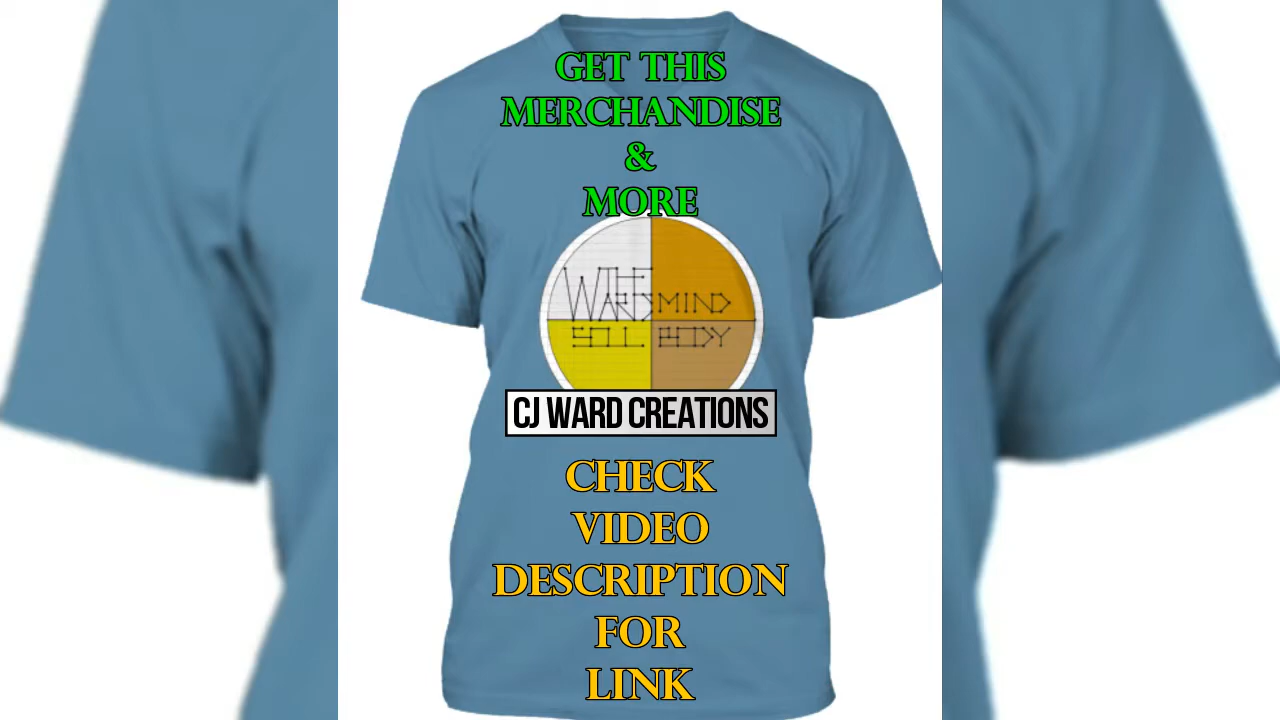 GET THIS
MERCHANDISE
&
MORE
THE
WARDS MIND
SOUL BODY
CJ WARD CREATIONS
CHECK
VIDEO
DESCRIPTION
FOR
LINK